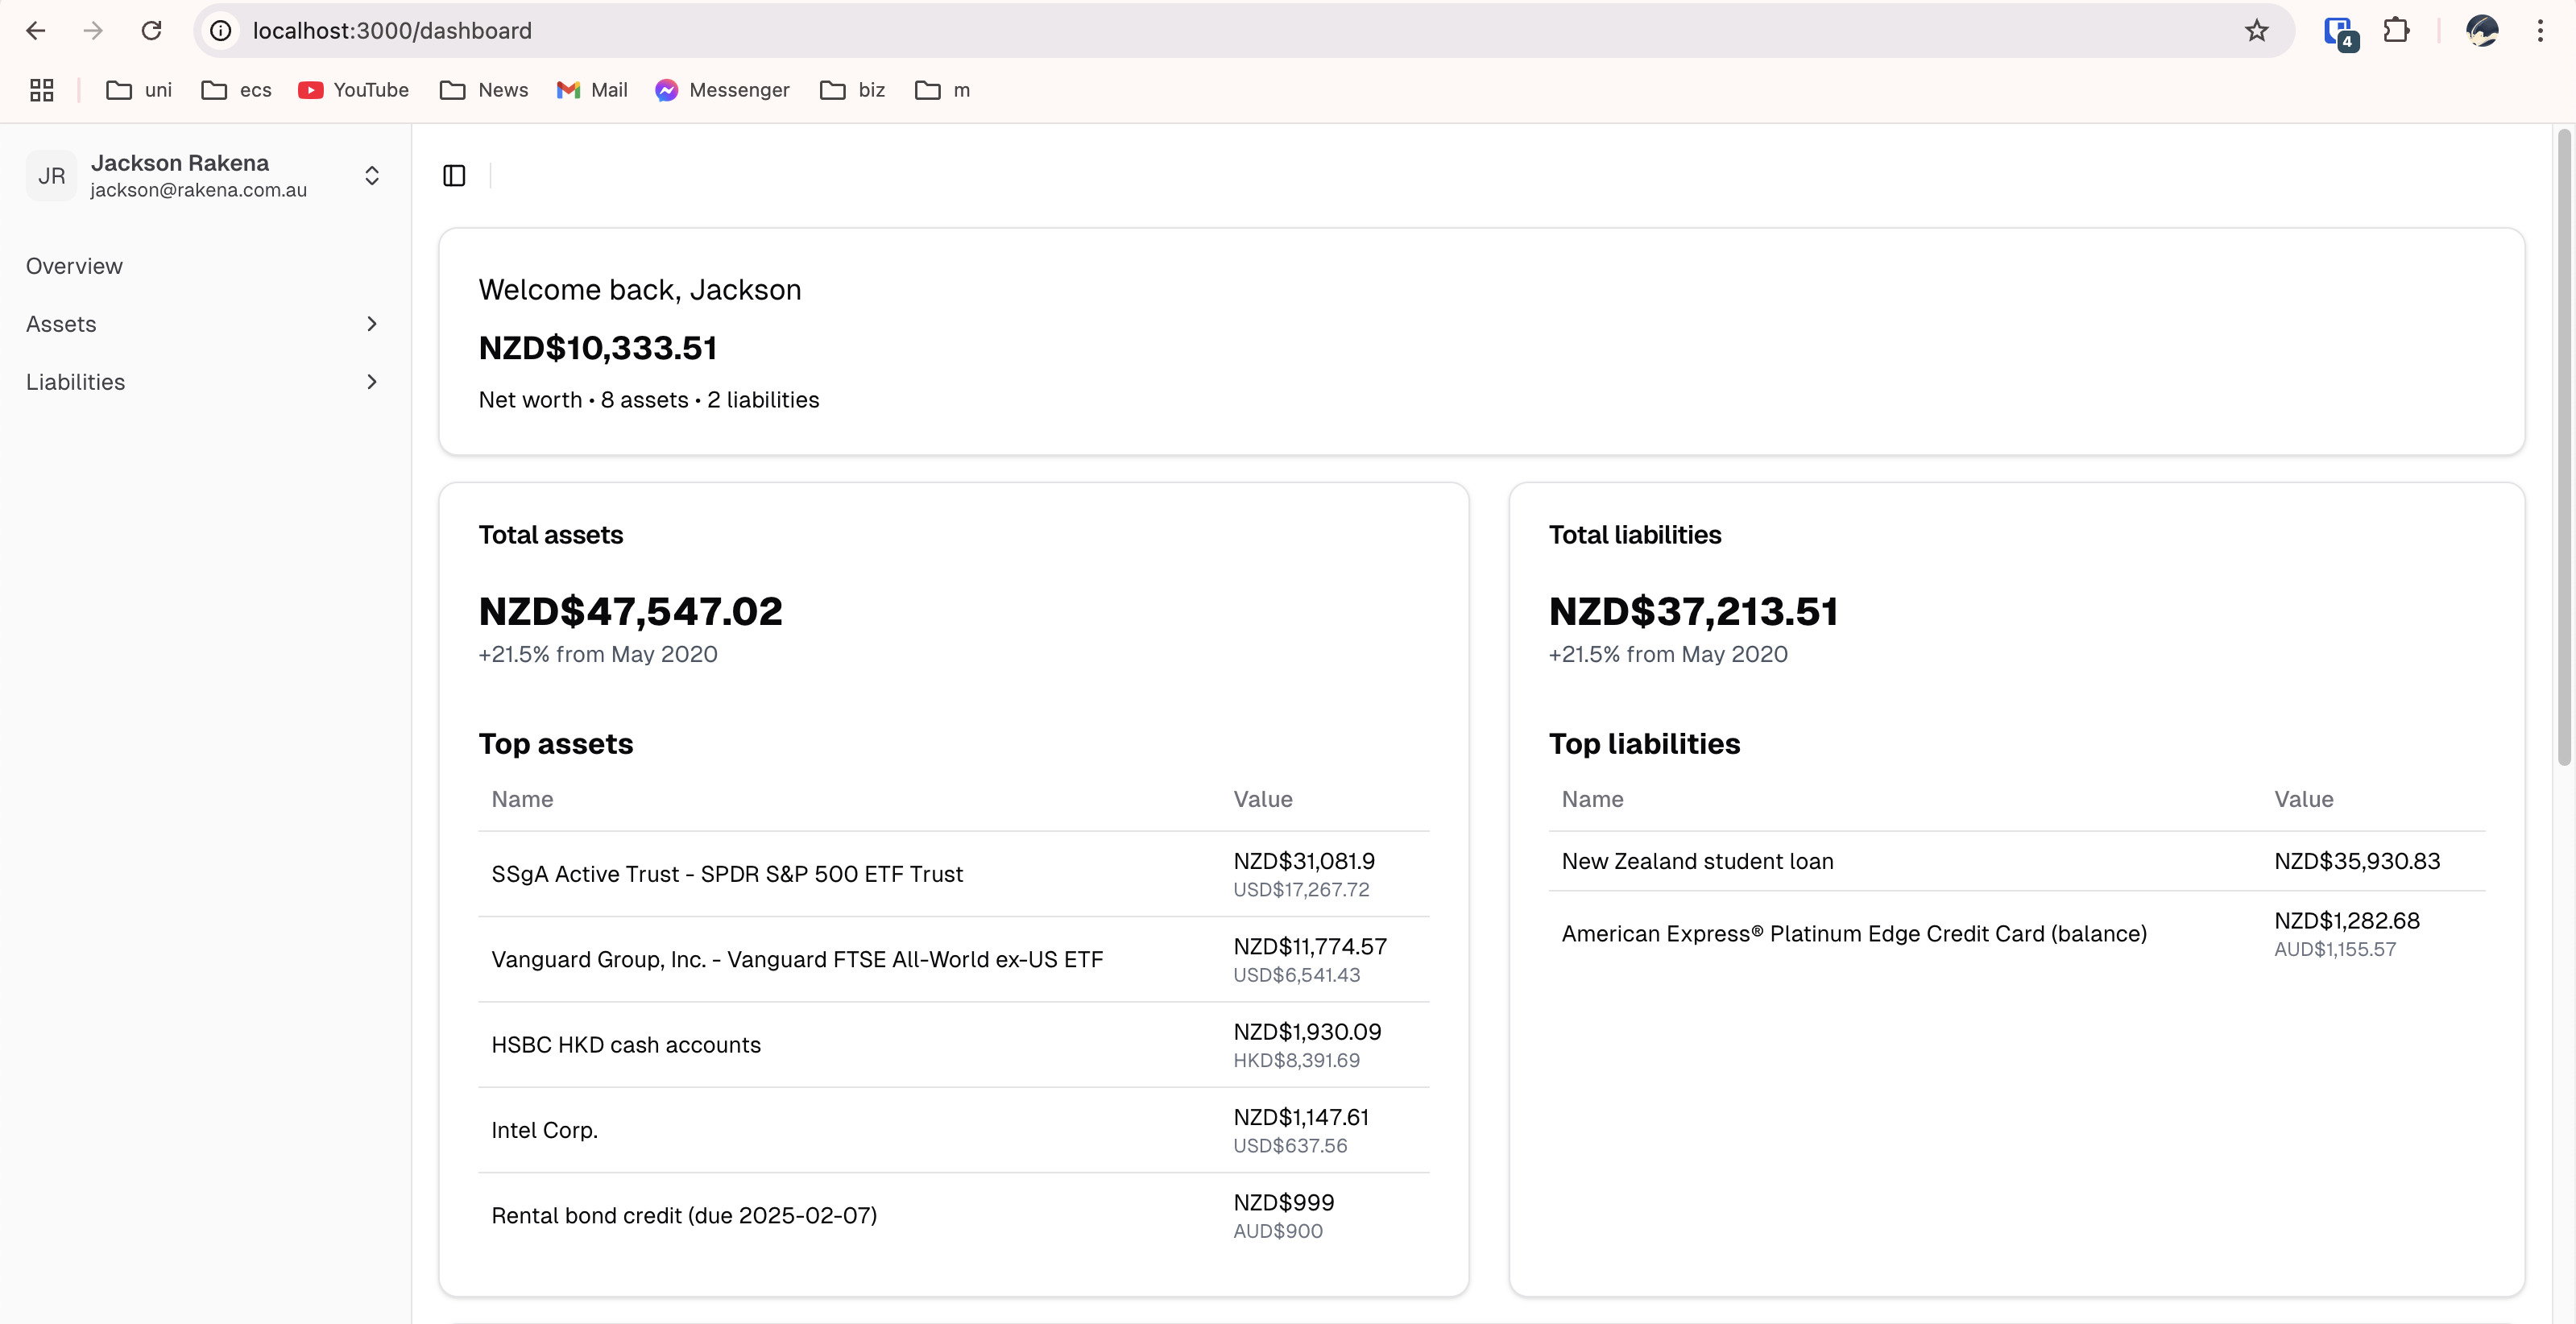 localhost:3000/dashboard
4
uni
ecs
YouTube
News
Mail
Messenger
biz
m
JR
Jackson Rakena
jackson@rakena.com.au
Overview
Assets
Liabilities
Welcome back, Jackson
NZD$10,333.51
Net worth • 8 assets • 2 liabilities
Total assets
NZD$47,547.02
+21.5% from May 2020
Top assets
Name Value
SSgA Active Trust - SPDR S&P 500 ETF Trust
NZD$31,081.9
USD$17,267.72
Vanguard Group, Inc. - Vanguard FTSE All-World ex-US ETF
NZD$11,774.57
USD$6,541.43
HSBC HKD cash accounts
NZD$1,930.09
HKD$8,391.69
Intel Corp.
NZD$1,147.61
USD$637.56
Rental bond credit (due 2025-02-07)
NZD$999
AUD$900
Total liabilities
NZD$37,213.51
+21.5% from May 2020
Top liabilities
Name Value
New Zealand student loan
NZD$35,930.83
American Express® Platinum Edge Credit Card (balance)
NZD$1,282.68
AUD$1,155.57